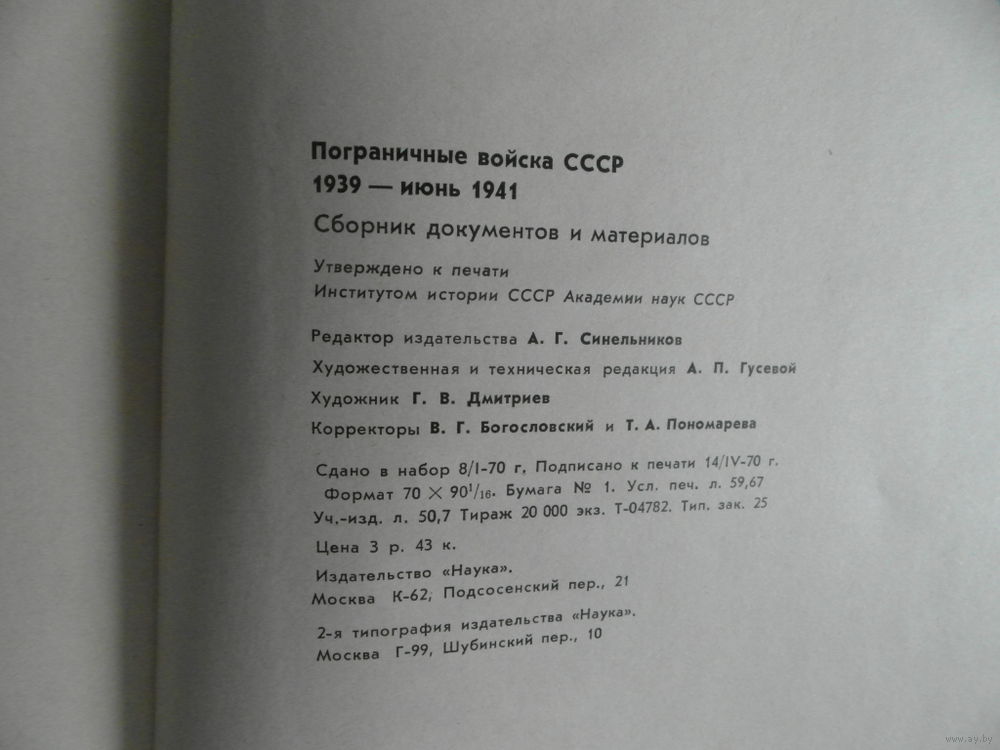 Пограничные войска СССР
1939 — июнь 1941
Сборник документов и материалов
Утверждено к печати
Институтом истории СССР Академии наук СССР
Редактор издательства А. Г. Синельников
Художественная и техническая редакция А. П. Гусевой
Художник Г. В. Дмитриев
Корректоры В. Г. Богословский и Т. А. Пономарева
Сдано в набор 8/I-70 г. Подписано к печати 14/IV-70 г.
Формат 70 × 90¹/₁₆. Бумага № 1. Усл. печ. л. 59,67
Уч.-изд. л. 50,7 Тираж 20 000 экз. Т-04782. Тип. зак. 25
Цена 3 р. 43 к.
Издательство «Наука».
Москва К-62, Подсосенский пер., 21
2-я типография издательства «Наука».
Москва Г-99, Шубинский пер., 10
www.ay.by